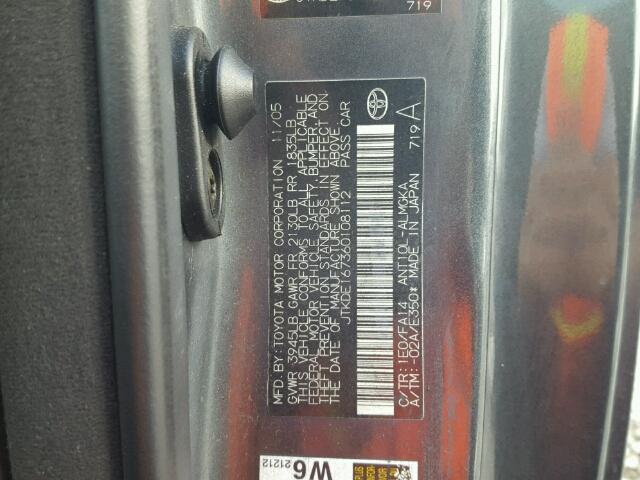 719
MFD.BY:TOYOTA MOTOR CORPORATION 11/05
GVWR 3945LB GAWR FR 2130LB RR 1835LB
THIS VEHICLE CONFORMS TO ALL APPLICABLE
FEDERAL MOTOR VEHICLE SAFETY, BUMPER, AND
THEFT PREVENTION STANDARDS IN EFFECT ON
THE DATE OF MANUFACTURE SHOWN ABOVE.
JTKDE167360108112 PASS CAR
C/TR:1E0/FA14 ANT10L-ALMGKA
A/TM:-02A/E350* MADE IN JAPAN 719 A
W6
21212